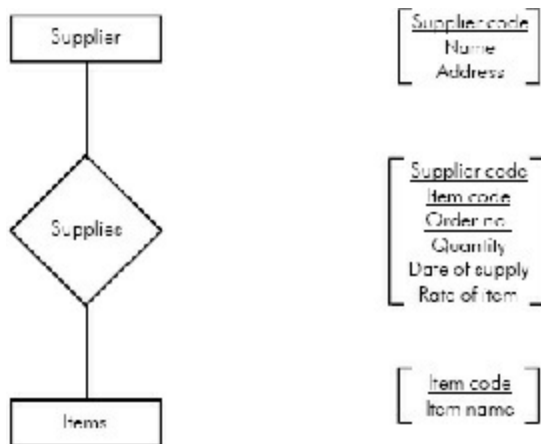 Supplier
Supplier code
Name
Address
Supplies
Supplier code
Item code
Order no.
Quantity
Date of supply
Rate of item
Items
Item code
Item name